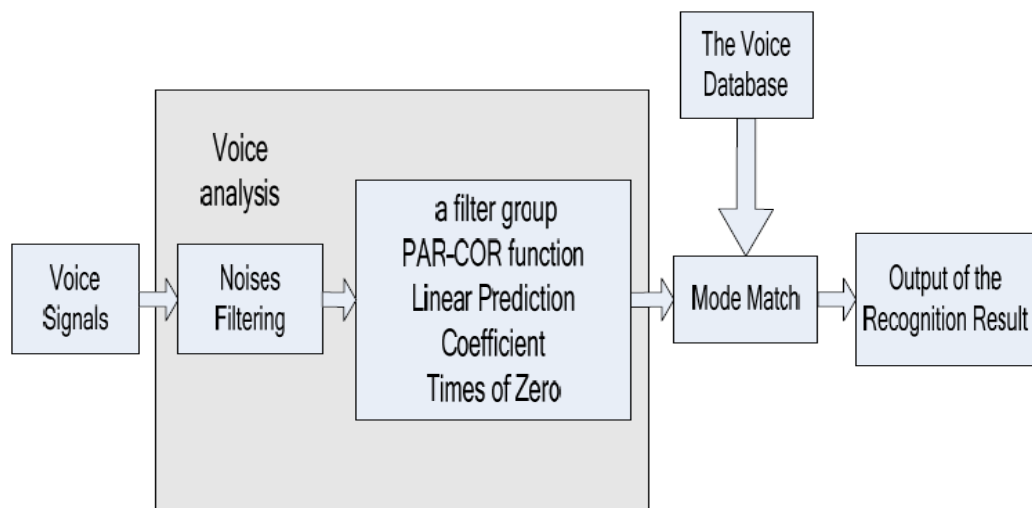 The Voice
Database
Voice
analysis
a filter group
PAR-COR function
Linear Prediction
Coefficient
Times of Zero
Voice
Signals
Noises
Filtering
Mode Match
Output of the
Recognition Result